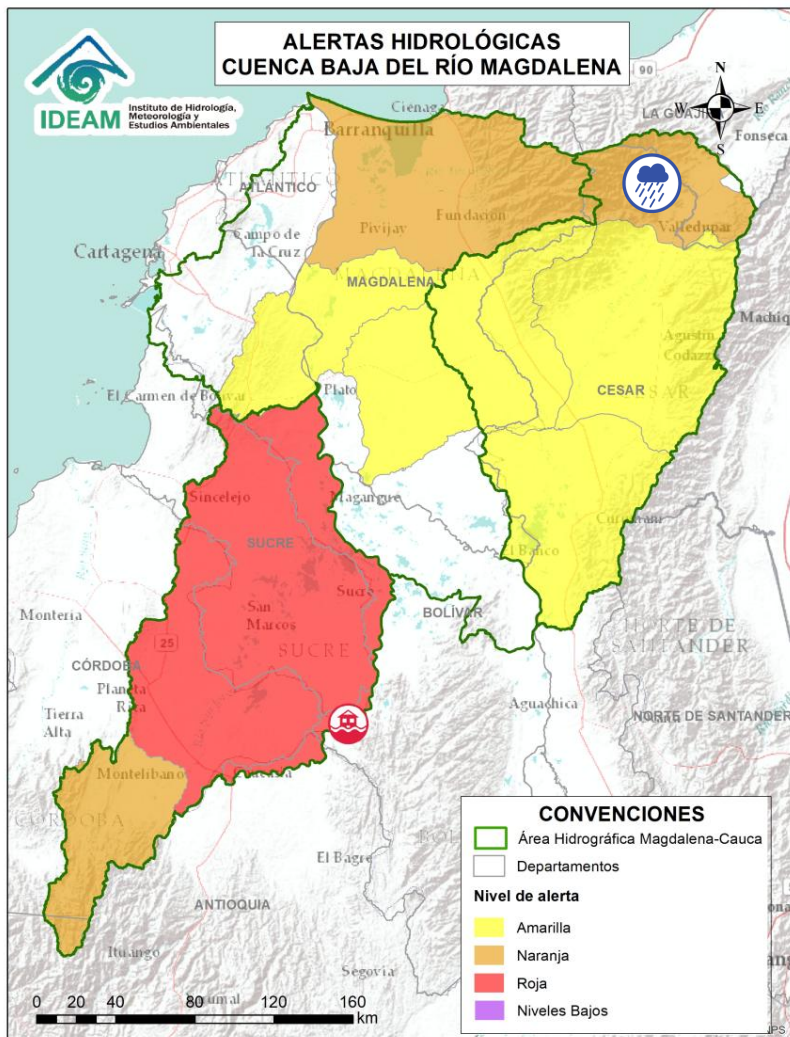 ALERTAS HIDROLÓGICAS
CUENCA BAJA DEL RÍO MAGDALENA
IDEAM
Instituto de Hidrología,
Meteorología y
Estudios Ambientales
N
W
E
S
90
Ciénaga
LA GUAJIRA
Barranquilla
Fonseca
ATLÁNTICO
Pivijay
Fundación
Valledupar
Cartagena
Campo de
la Cruz
MAGDALENA
Machiq
Agustín
Codazzi
El Carmen de Bolívar
Plato
CESAR
Sincelejo
Magangué
SUCRE
El Banco
Sucre
San
Marcos
BOLÍVAR
Montería
SUCRE
NORTE DE
SANTANDER
25
CÓRDOBA
Planeta
Rica
Aguachica
Tierra
Alta
NORTE DE SANTANDER
Montelíbano
El Bagre
ANTIOQUIA
Ituango
Segovia
CONVENCIONES
Área Hidrográfica Magdalena-Cauca
Departamentos
Nivel de alerta
Amarilla
Naranja
Roja
Niveles Bajos
0 20 40 80 120 160
km